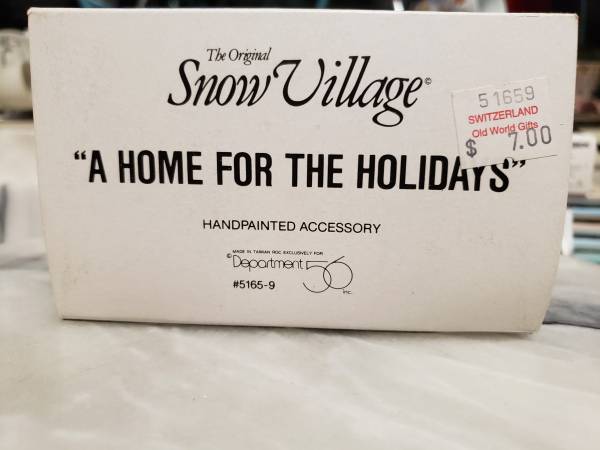 The Original
Snow Village©
51659
SWITZERLAND
Old World Gifts
$ 7.00
“A HOME FOR THE HOLIDAYS”
HANDPAINTED ACCESSORY
MADE IN TAIWAN ROC EXCLUSIVELY FOR
©Department 56
inc.
#5165-9